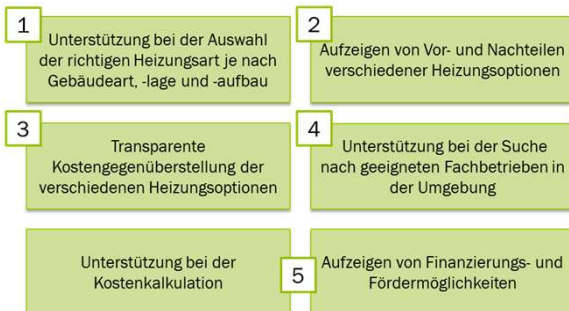 1
Unterstützung bei der Auswahl
der richtigen Heizungsart je nach
Gebäudeart, -lage und -aufbau
2
Aufzeigen von Vor- und Nachteilen
verschiedener Heizungsoptionen
3
Transparente
Kostengegenüberstellung der
verschiedenen Heizungsoptionen
4
Unterstützung bei der Suche
nach geeigneten Fachbetrieben in
der Umgebung
Unterstützung bei der
Kostenkalkulation
5
Aufzeigen von Finanzierungs- und
Fördermöglichkeiten